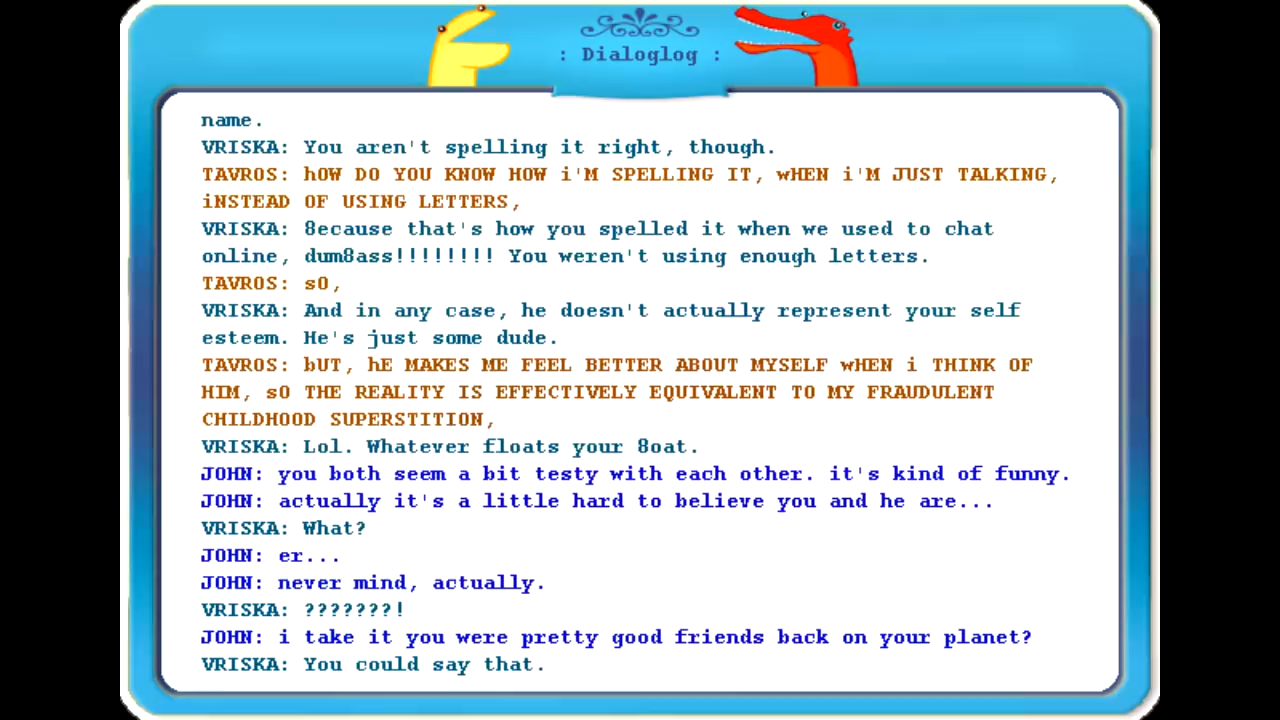 : Dialoglog :
name.
VRISKA: You aren't spelling it right, though.
TAVROS: hOW DO YOU KNOW HOW i'M SPELLING IT, wHEN i'M JUST TALKING,
iNSTEAD OF USING LETTERS,
VRISKA: 8ecause that's how you spelled it when we used to chat
online, dum8ass!!!!!!!! You weren't using enough letters.
TAVROS: sO,
VRISKA: And in any case, he doesn't actually represent your self
esteem. He's just some dude.
TAVROS: bUT, hE MAKES ME FEEL BETTER ABOUT MYSELF wHEN i THINK OF
HIM, sO THE REALITY IS EFFECTIVELY EQUIVALENT TO MY FRAUDULENT
CHILDHOOD SUPERSTITION,
VRISKA: Lol. Whatever floats your 8oat.
JOHN: you both seem a bit testy with each other. it's kind of funny.
JOHN: actually it's a little hard to believe you and he are...
VRISKA: What?
JOHN: er...
JOHN: never mind, actually.
VRISKA: ???????!
JOHN: i take it you were pretty good friends back on your planet?
VRISKA: You could say that.